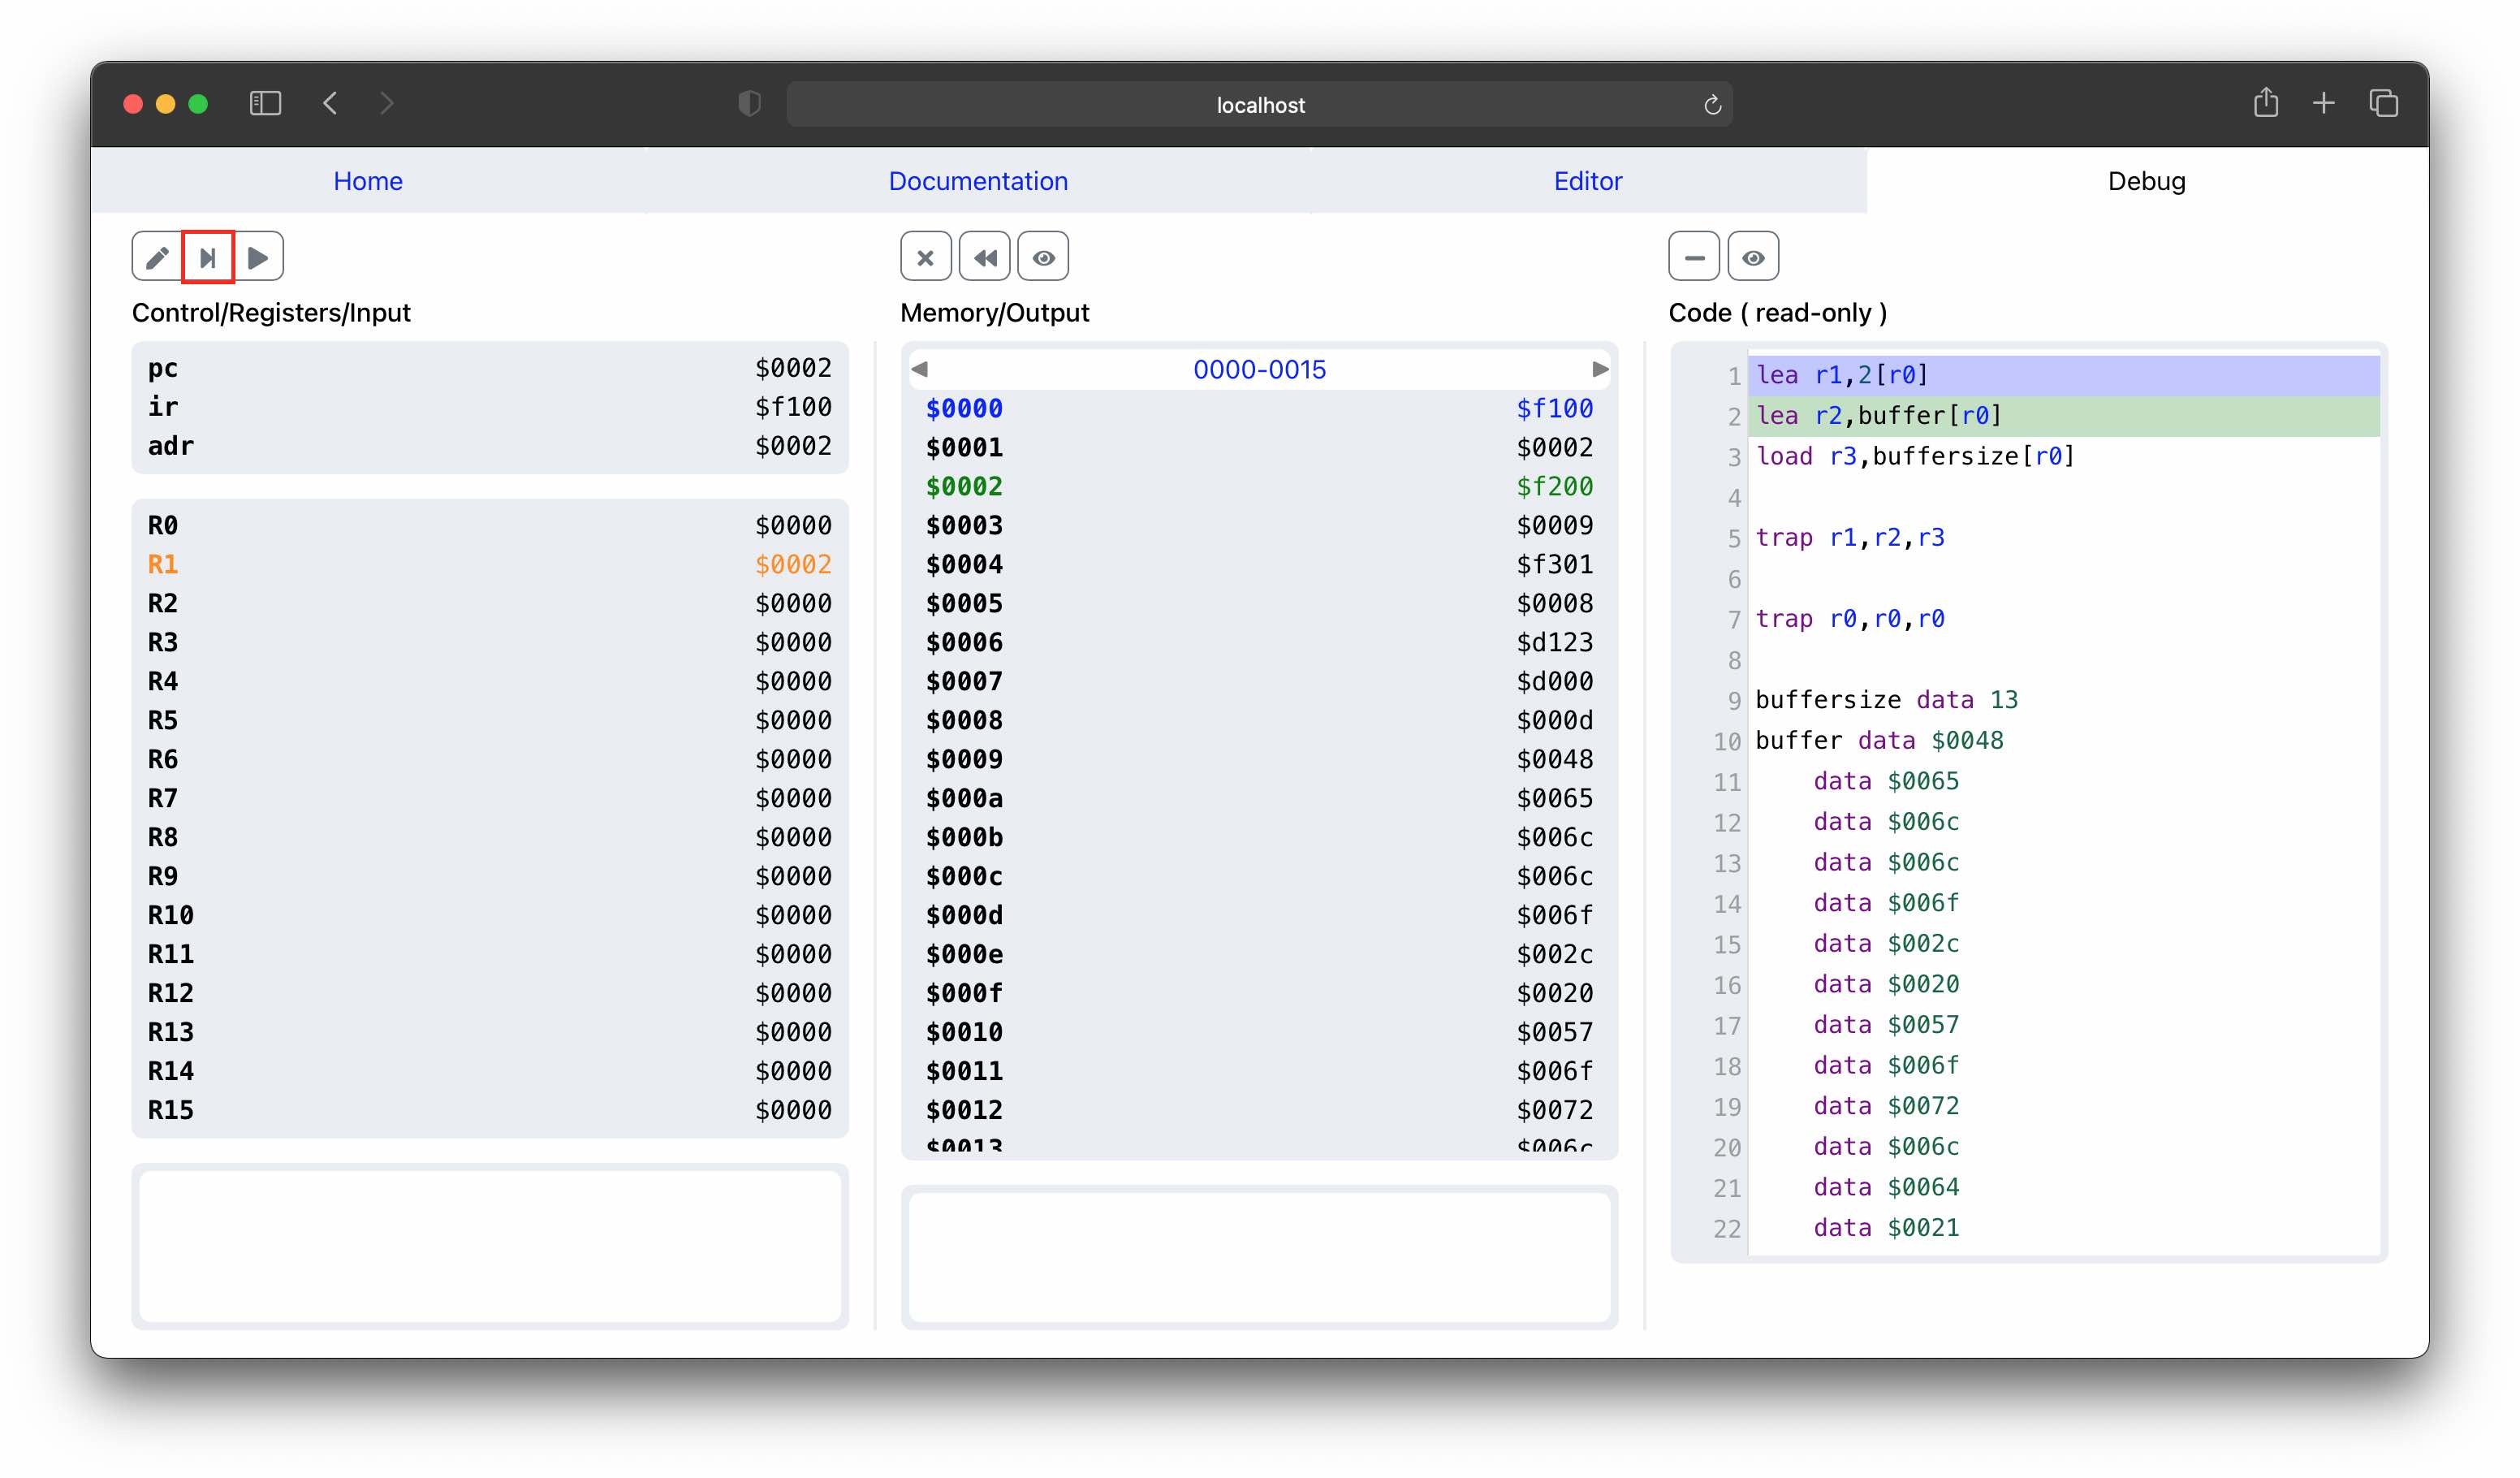 localhost
Home Documentation Editor Debug
Control/Registers/Input
pc $0002
ir $f100
adr $0002
R0 $0000
R1 $0002
R2 $0000
R3 $0000
R4 $0000
R5 $0000
R6 $0000
R7 $0000
R8 $0000
R9 $0000
R10 $0000
R11 $0000
R12 $0000
R13 $0000
R14 $0000
R15 $0000
Memory/Output
0000-0015
$0000 $f100
$0001 $0002
$0002 $f200
$0003 $0009
$0004 $f301
$0005 $0008
$0006 $d123
$0007 $d000
$0008 $000d
$0009 $0048
$000a $0065
$000b $006c
$000c $006c
$000d $006f
$000e $002c
$000f $0020
$0010 $0057
$0011 $006f
$0012 $0072
$0013 $006c
Code ( read-only )
1 lea r1,2[r0]
2 lea r2,buffer[r0]
3 load r3,buffersize[r0]
4
5 trap r1,r2,r3
6
7 trap r0,r0,r0
8
9 buffersize data 13
10 buffer data $0048
11 data $0065
12 data $006c
13 data $006c
14 data $006f
15 data $002c
16 data $0020
17 data $0057
18 data $006f
19 data $0072
20 data $006c
21 data $0064
22 data $0021